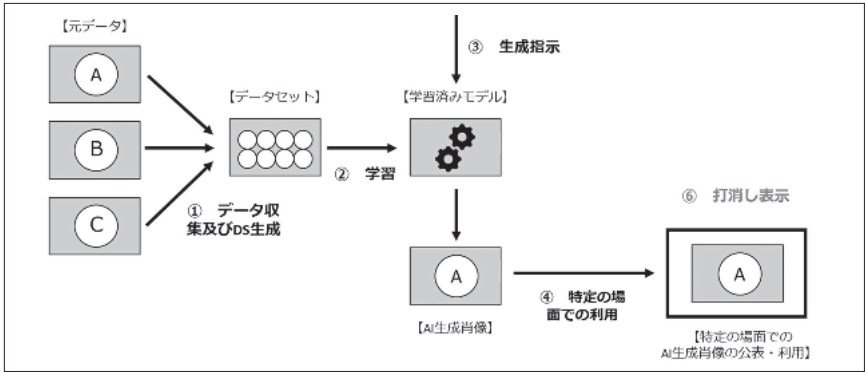 【元データ】
A
B
C
① データ収
集及びDS生成
【データセット】
② 学習
③ 生成指示
【学習済みモデル】
A
【AI生成肖像】
④ 特定の場
面での利用
⑥ 打消し表示
A
【特定の場面での
AI生成肖像の公表・利用】